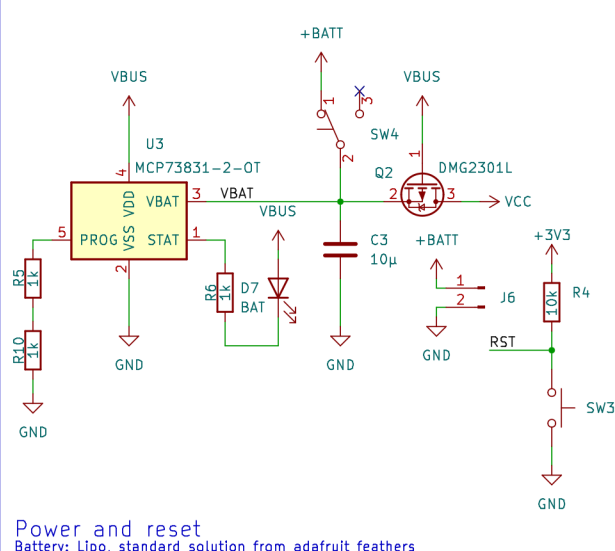 +BATT
VBUS
VBUS
1
3
SW4
U3
MCP73831-2-OT
4
2
1
Q2
DMG2301L
VDD
VBAT
3
VBAT
2
3
VCC
VBUS
5
PROG
VSS
STAT
1
+BATT
+3V3
C3
10µ
R5
1k
R6
1k
D7
BAT
1
2
J6
R4
10k
2
GND
GND
GND
RST
R10
1k
SW3
GND
GND
Power and reset
Battery: Lipo, standard solution from adafruit feathers